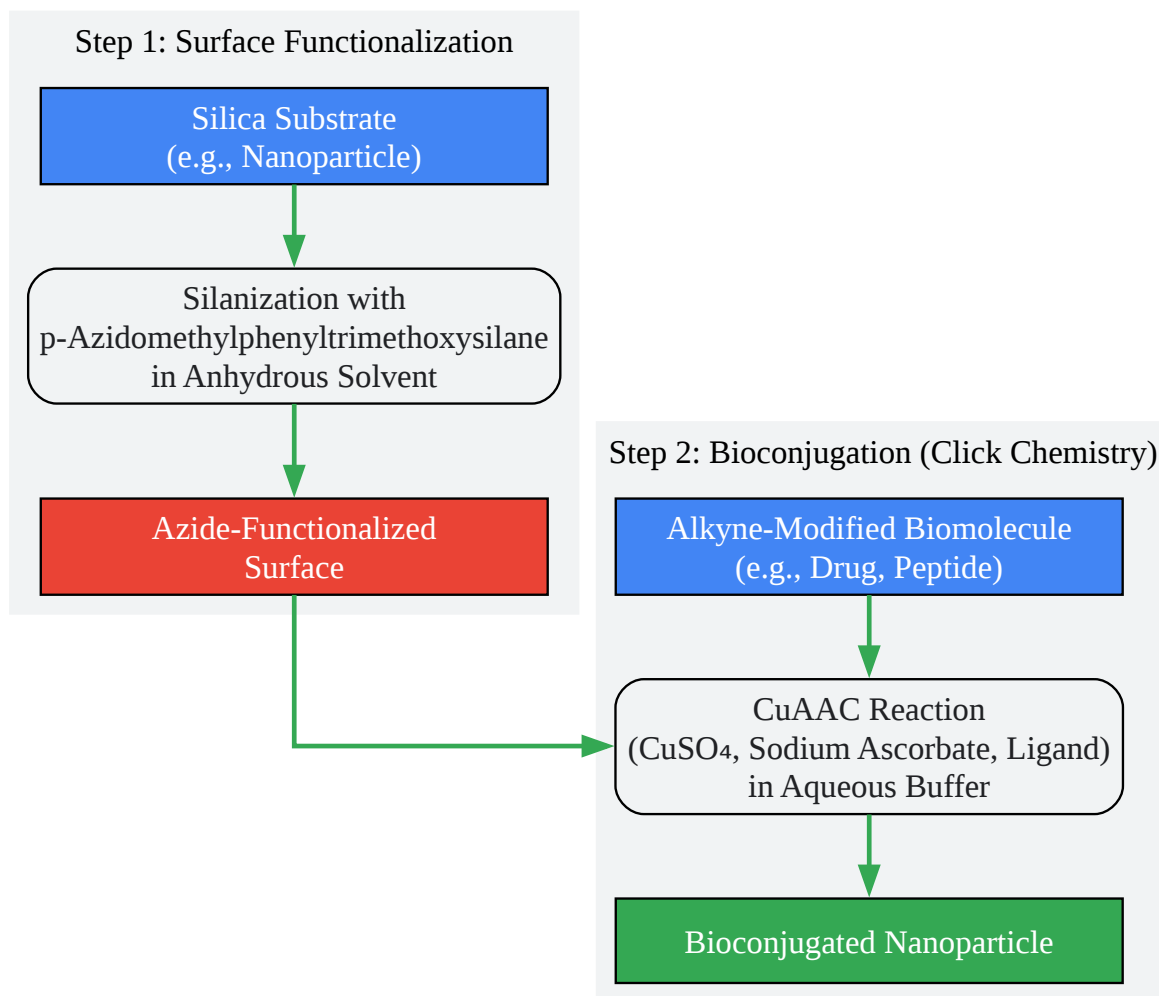 Step 1: Surface Functionalization
Silica Substrate
(e.g., Nanoparticle)
Silanization with
p-Azidomethylphenyltrimethoxysilane
in Anhydrous Solvent
Azide-Functionalized
Surface
Step 2: Bioconjugation (Click Chemistry)
Alkyne-Modified Biomolecule
(e.g., Drug, Peptide)
CuAAC Reaction
(CuSO₄, Sodium Ascorbate, Ligand)
in Aqueous Buffer
Bioconjugated Nanoparticle